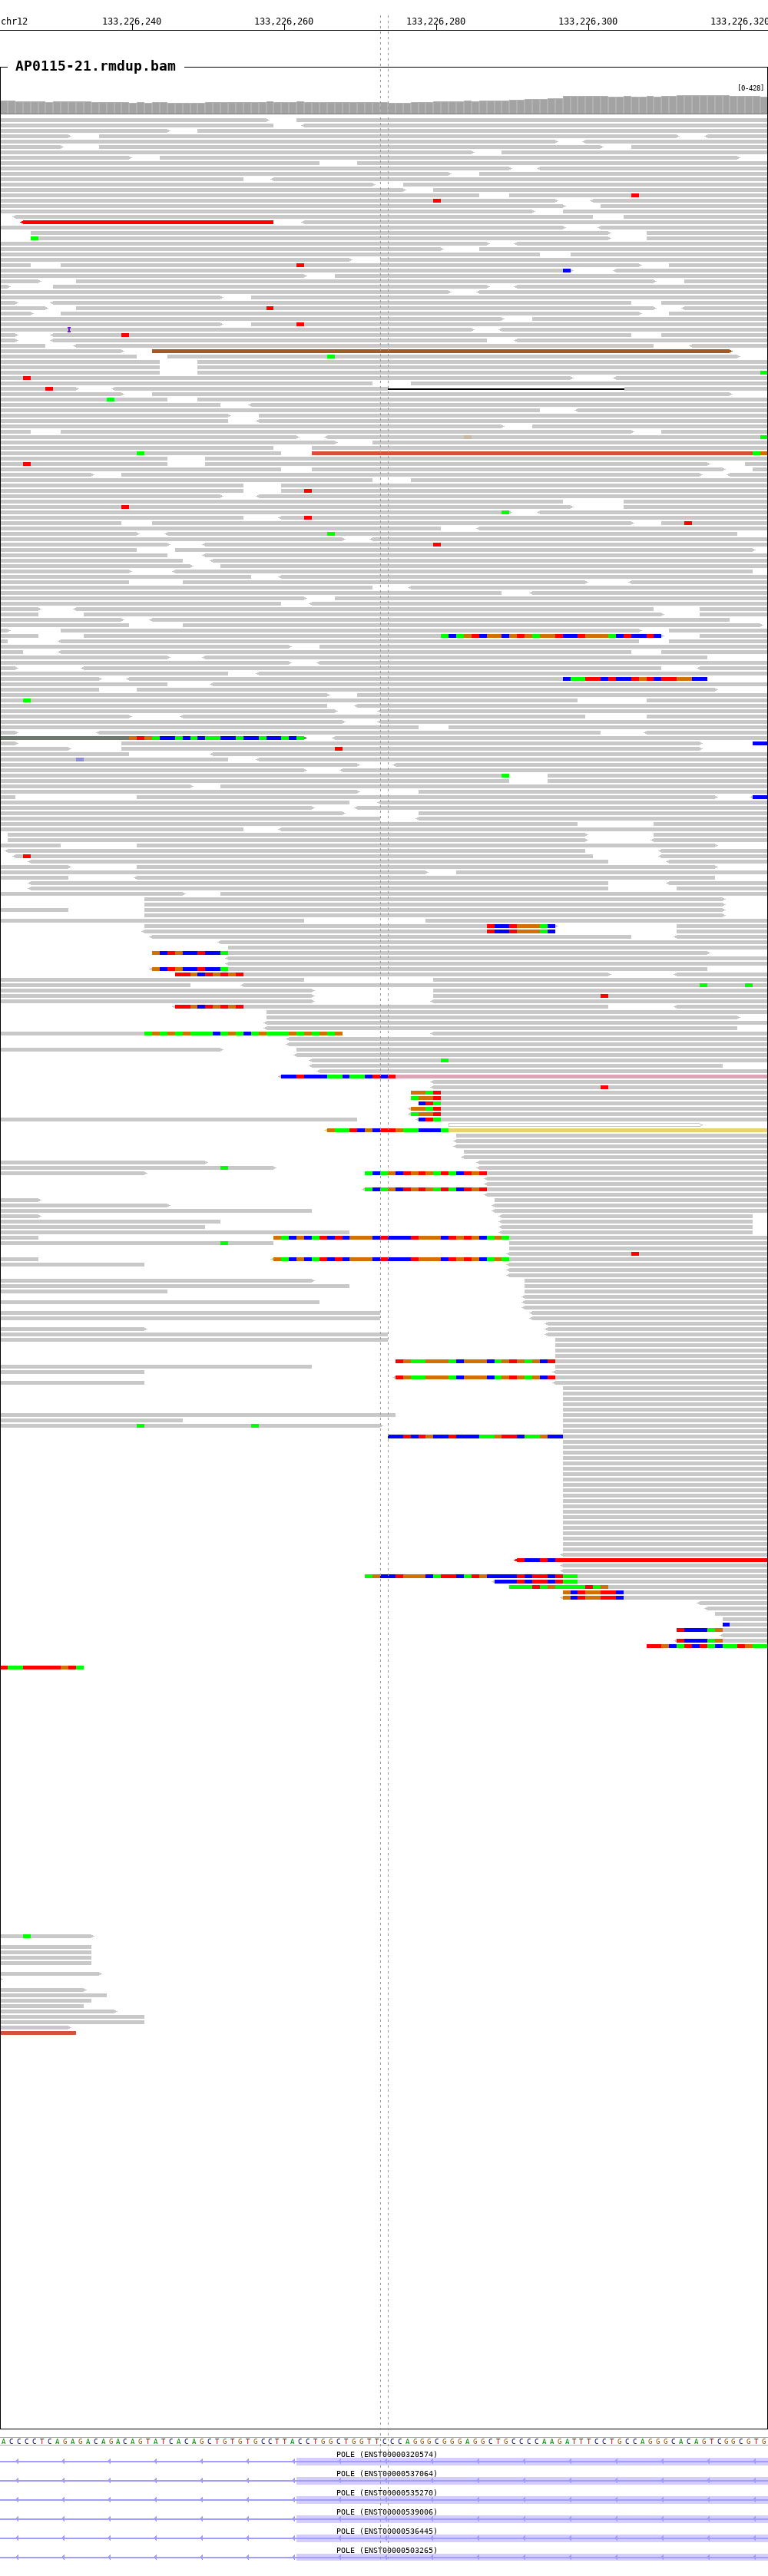 chr12 133,226,240 133,226,260 133,226,280 133,226,300 133,226,320
AP0115-21.rmdup.bam
[0-428]
I
ACCCCTCAGAGACAGACAGTATCACAGCTGTGTGCCTTACCTGGCTGGTTCCCAGGGCGGGAGGCTGCCCCAAGATTTCCTGCCAGGGCACAGTCGGCGTG
POLE (ENST00000320574)
POLE (ENST00000537064)
POLE (ENST00000535270)
POLE (ENST00000539006)
POLE (ENST00000536445)
POLE (ENST00000503265)